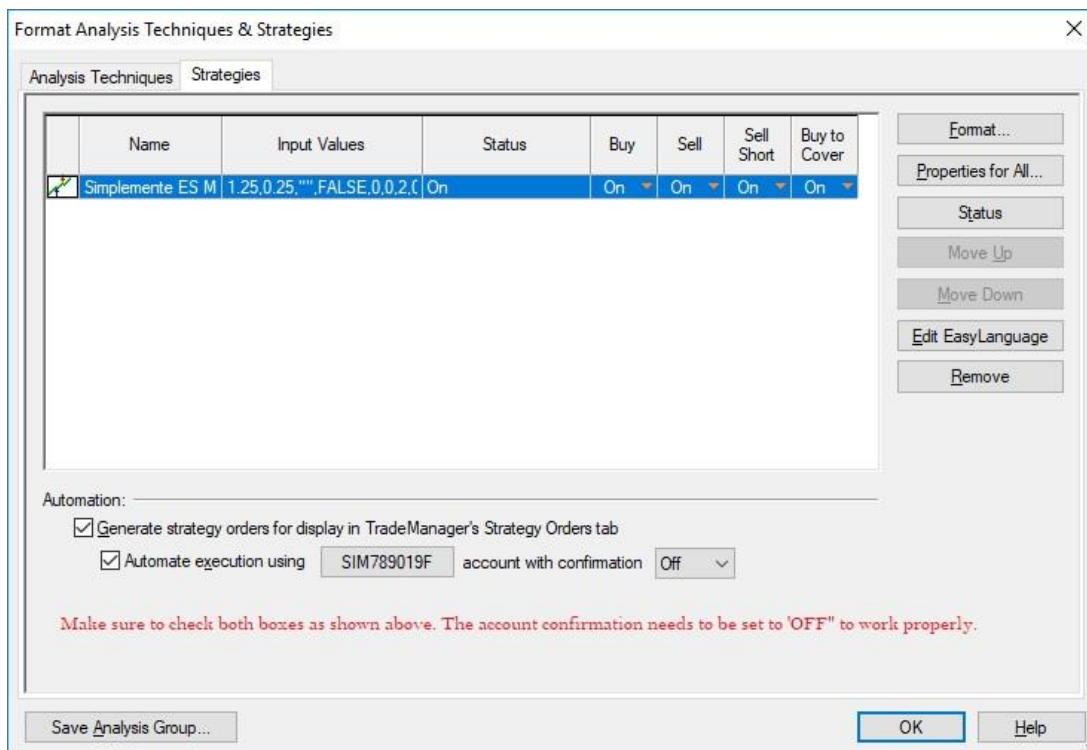 Format Analysis Techniques & Strategies
Analysis Techniques Strategies
Name Input Values Status Buy Sell Sell Short Buy to Cover
Simplemente ES M 1.25,0.25,"",FALSE,0,0,2,( On On On On On
Format...
Properties for All...
Status
Move Up
Move Down
Edit EasyLanguage
Remove
Automation:
Generate strategy orders for display in TradeManager's Strategy Orders tab
Automate execution using SIM789019F account with confirmation Off
Make sure to check both boxes as shown above. The account confirmation needs to be set to 'OFF" to work properly.
Save Analysis Group... OK Help